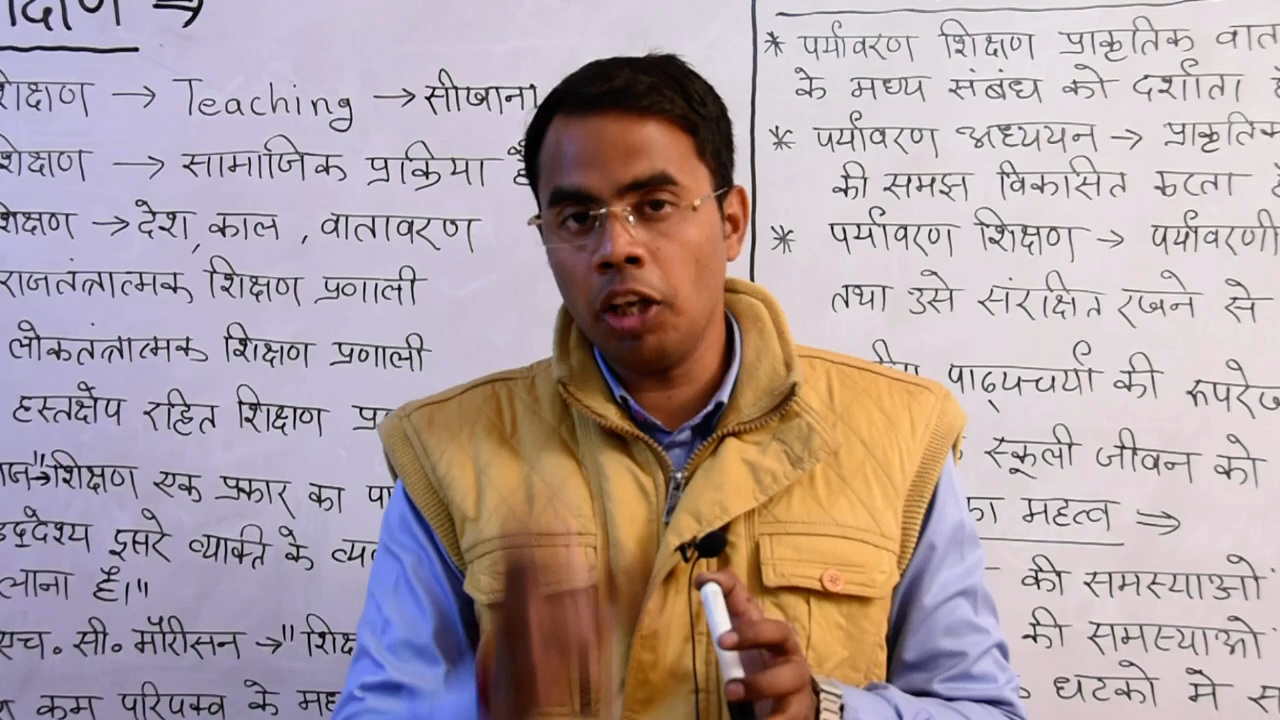 शिक्षण → Teaching → सीखाना
शिक्षण → सामाजिक प्रक्रिया है
शिक्षण → देश, काल, वातावरण
राजतंत्रात्मक शिक्षण प्रणाली
लोकतंत्रात्मक शिक्षण प्रणाली
हस्तक्षेप रहित शिक्षण
शिक्षण एक प्रकार का
उद्देश्य दूसरे व्यक्ति के
लाना है।"
एच. सी. मॉरीसन → "
कम परिपक्व के
* पर्यावरण शिक्षण प्राकृतिक
के मध्य संबंध को दर्शाता
* पर्यावरण अध्ययन → प्राकृतिक
की समझ विकसित करता
* पर्यावरण शिक्षण → पर्यावरणी
तथा उसे संरक्षित रखने से
पाठ्यचर्या की
स्कूली जीवन को
महत्व ⇒
की समस्याओं
की समस्याओ
घटको मे